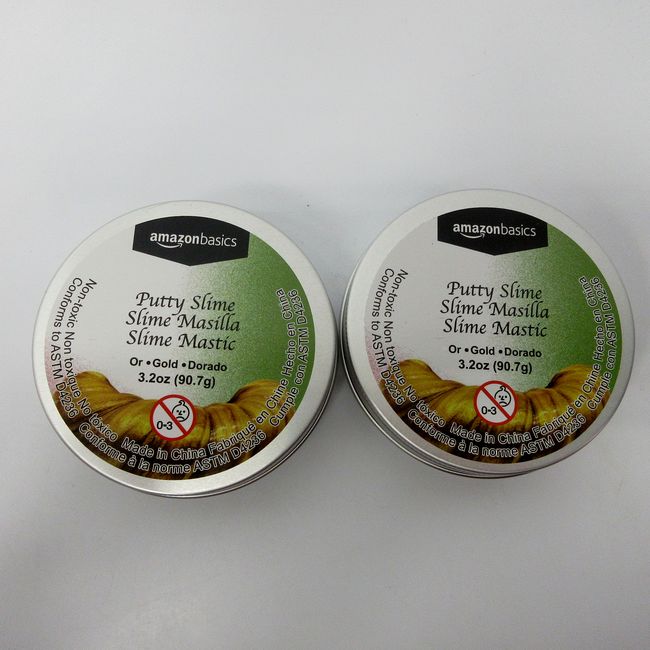 amazonbasics
Putty Slime
Slime Masilla
Slime Mastic
Or • Gold • Dorado
3.2oz (90.7g)
0-3
Non-toxic Non toxique No tóxico Made in China Fabriqué en Chine Hecho en China
Conforms to ASTM D4236 Conforme à la norme ASTM D4236 Cumple con ASTM D4236
amazonbasics
Putty Slime
Slime Masilla
Slime Mastic
Or • Gold • Dorado
3.2oz (90.7g)
0-3
Non-toxic Non toxique No tóxico Made in China Fabriqué en Chine Hecho en China
Conforms to ASTM D4236 Conforme à la norme ASTM D4236 Cumple con ASTM D4236